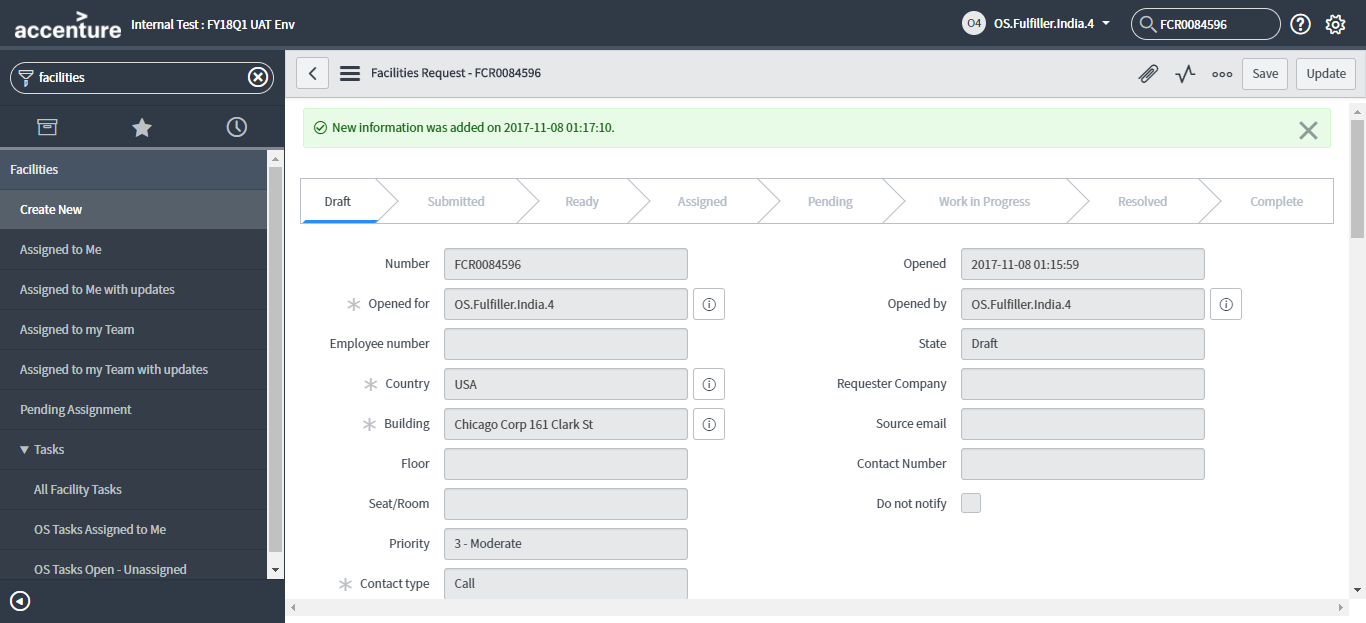 accenture
Internal Test : FY18Q1 UAT Env
O4 OS.Fulfiller.India.4
FCR0084596
facilities
Facilities
Create New
Assigned to Me
Assigned to Me with updates
Assigned to my Team
Assigned to my Team with updates
Pending Assignment
Tasks
All Facility Tasks
OS Tasks Assigned to Me
OS Tasks Open - Unassigned
Facilities Request - FCR0084596
Save
Update
New information was added on 2017-11-08 01:17:10.
Draft Submitted Ready Assigned Pending Work in Progress Resolved Complete
Number FCR0084596
Opened for OS.Fulfiller.India.4
Employee number
Country USA
Building Chicago Corp 161 Clark St
Floor
Seat/Room
Priority 3 - Moderate
Contact type Call
Opened 2017-11-08 01:15:59
Opened by OS.Fulfiller.India.4
State Draft
Requester Company
Source email
Contact Number
Do not notify